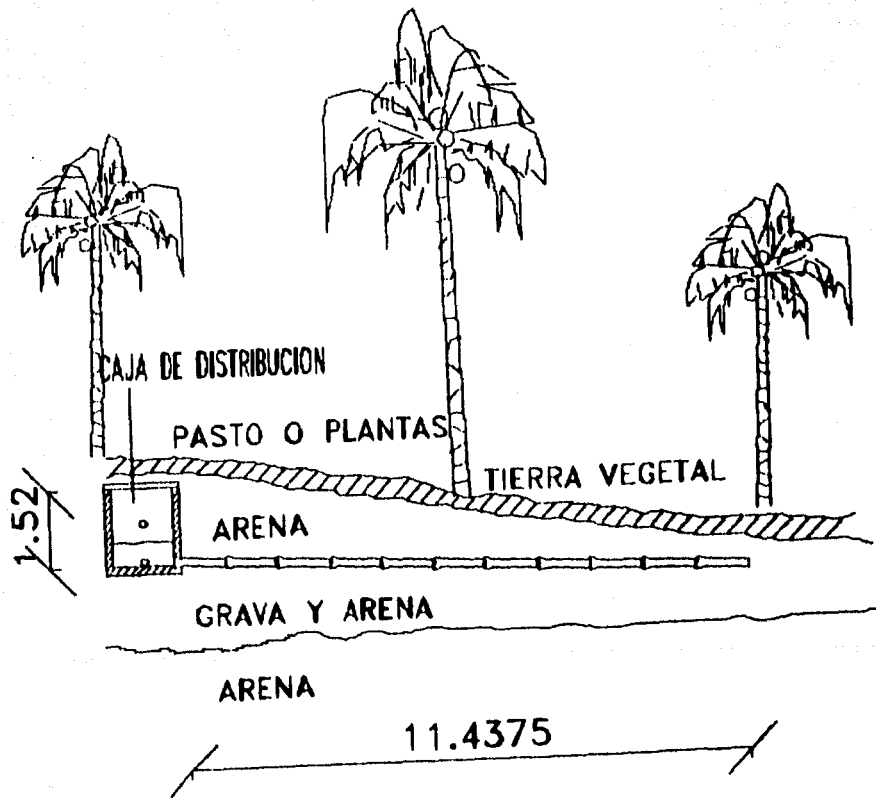 CAJA DE DISTRIBUCION
PASTO O PLANTAS
TIERRA VEGETAL
1.52
ARENA
GRAVA Y ARENA
ARENA
11.4375